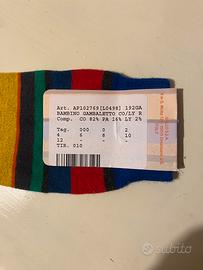 Art. AP102769[L0498] 192GA
BAMBINO GAMBALETTO CO/LY R
Comp. CO 82% PA 16% LY 2%
Tag. 000 0 2
4 6 8 10
12 - - -
TIR. 010
subito